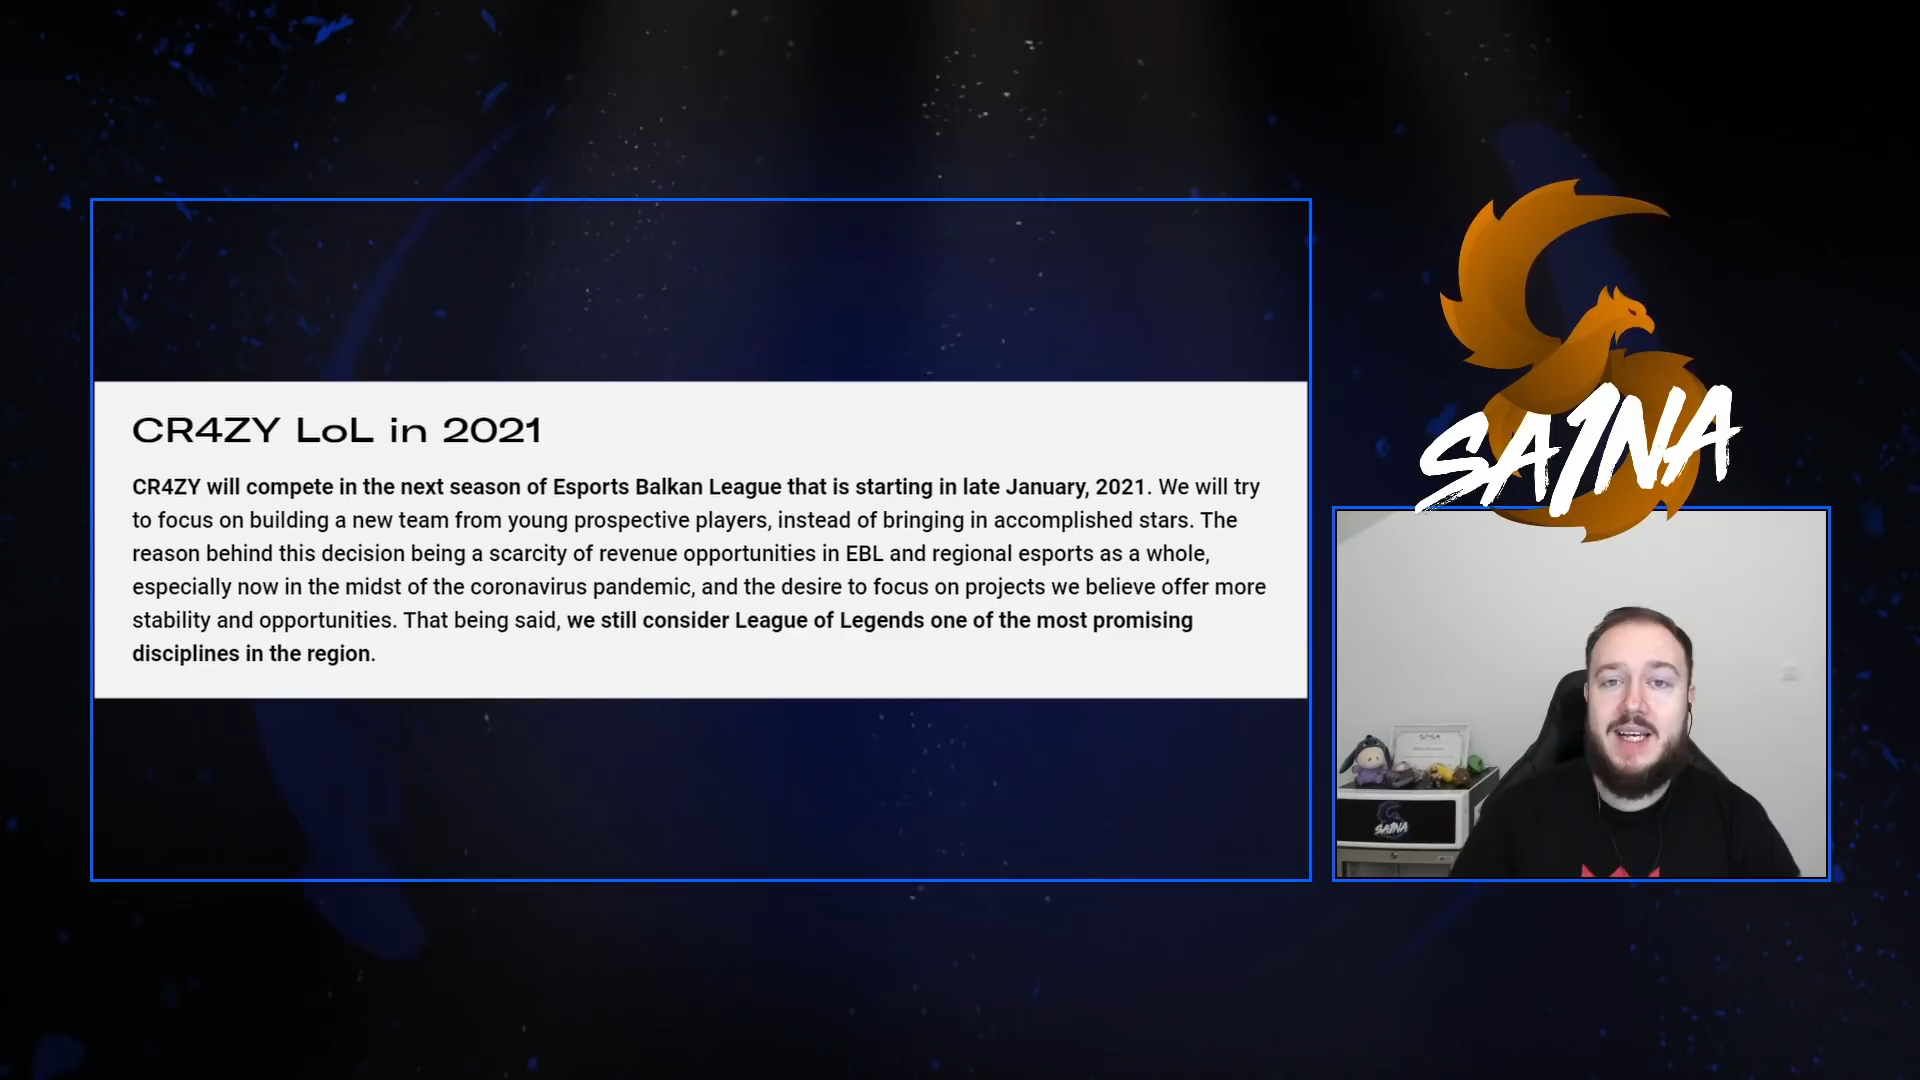 CR4ZY LoL in 2021
CR4ZY will compete in the next season of Esports Balkan League that is starting in late January, 2021. We will try
to focus on building a new team from young prospective players, instead of bringing in accomplished stars. The
reason behind this decision being a scarcity of revenue opportunities in EBL and regional esports as a whole,
especially now in the midst of the coronavirus pandemic, and the desire to focus on projects we believe offer more
stability and opportunities. That being said, we still consider League of Legends one of the most promising
disciplines in the region.
SA1NA
SA1NA